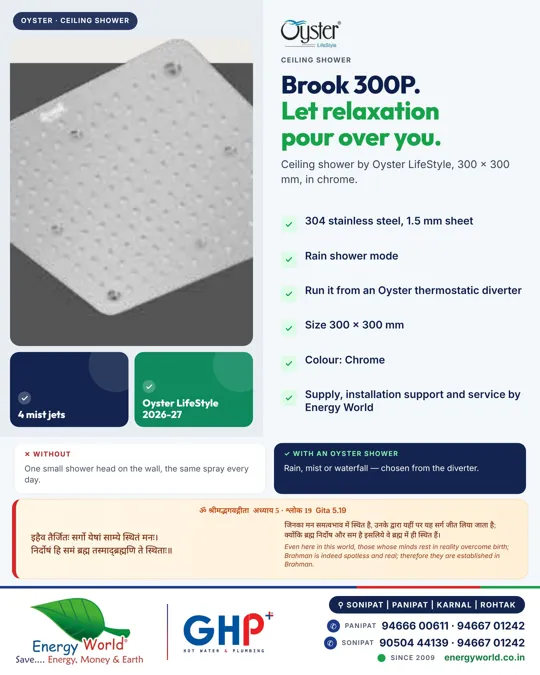 OYSTER · CEILING SHOWER
Oyster®
LifeStyle
CEILING SHOWER
Brook 300P.
Let relaxation
pour over you.
Ceiling shower by Oyster LifeStyle, 300 × 300
mm, in chrome.
304 stainless steel, 1.5 mm sheet
Rain shower mode
Run it from an Oyster thermostatic diverter
Size 300 × 300 mm
Colour: Chrome
Supply, installation support and service by
Energy World
4 mist jets
Oyster LifeStyle
2026-27
✕ WITHOUT
One small shower head on the wall, the same spray every
day.
✓ WITH AN OYSTER SHOWER
Rain, mist or waterfall — chosen from the diverter.
ॐ श्रीमद्भगवद्गीता अध्याय 5 · श्लोक 19 Gita 5.19
इहैव तैर्जितः सर्गो येषां साम्ये स्थितं मनः।
निर्दोषं हि समं ब्रह्म तस्माद्ब्रह्मणि ते स्थिताः॥
जिनका मन समत्वभाव में स्थित है, उनके द्वारा यहीं पर यह सर्ग जीत लिया जाता है;
क्योंकि ब्रह्म निर्दोष और सम है इसलिये वे ब्रह्म में ही स्थित हैं।
Even here in this world, those whose minds rest in reality overcome birth;
Brahman is indeed spotless and real; therefore they are established in
Brahman.
Energy World®
Save.... Energy, Money & Earth
GHP+
HOT WATER & PLUMBING
SONIPAT | PANIPAT | KARNAL | ROHTAK
PANIPAT 94666 00611 · 94667 01242
SONIPAT 90504 44139 · 94667 01242
SINCE 2009 energyworld.co.in